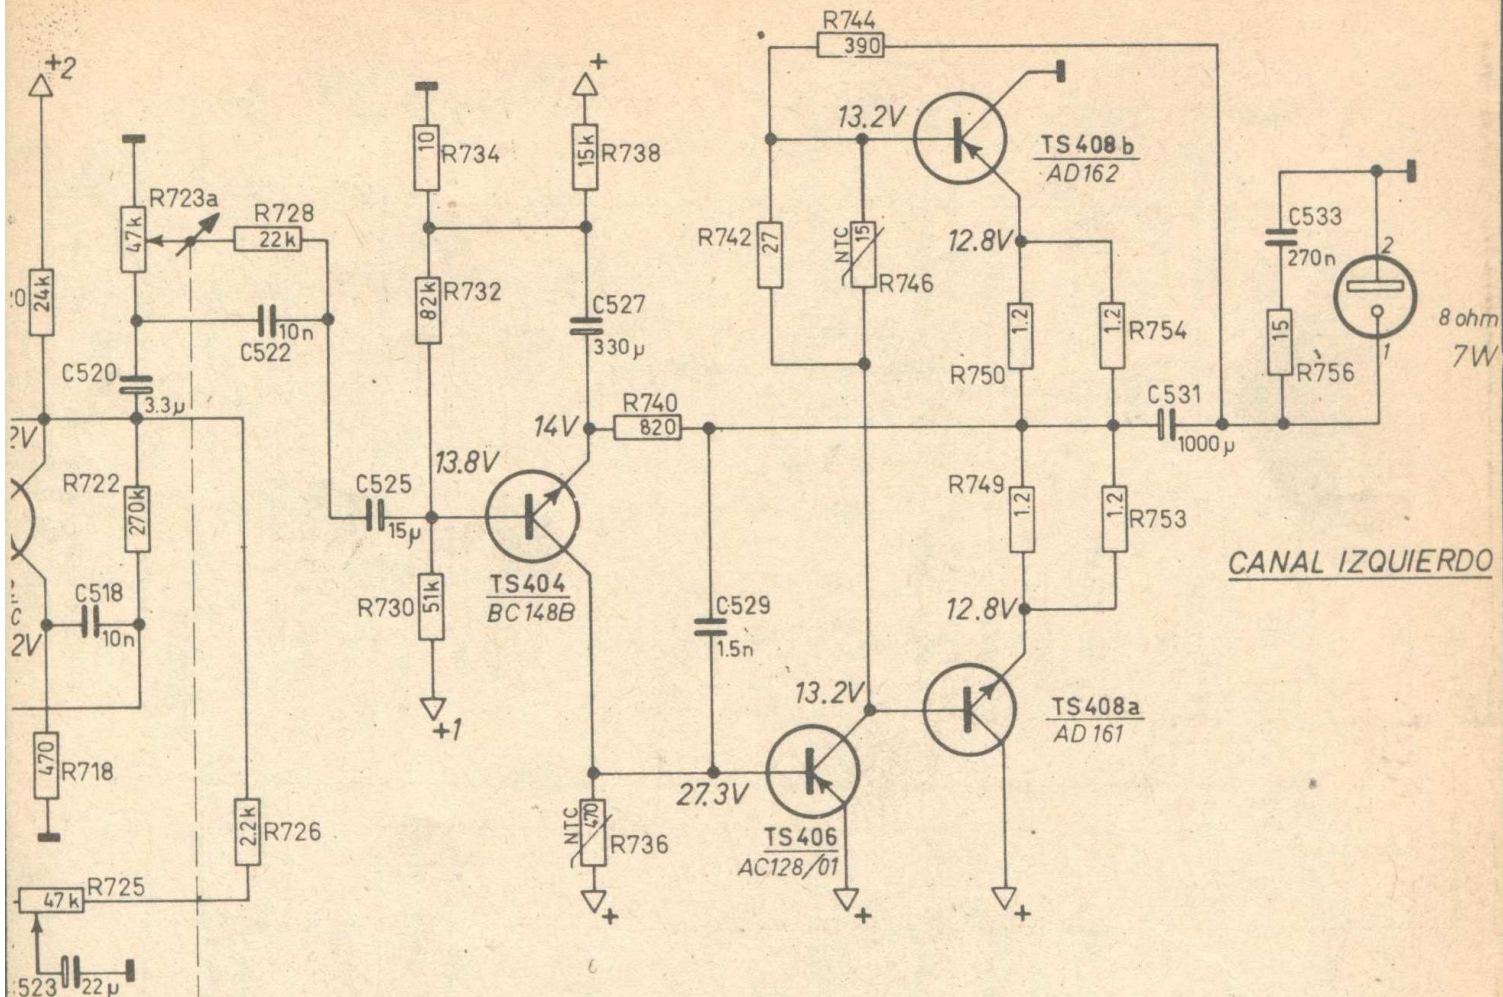 R744
390
+2
+
13.2V
TS408b
AD162
10
R734
15k
R738
R723a
47k
R728
22k
R742
27
NTC
15
R746
12.8V
C533
270n
2
24k
82k
R732
C527
330µ
1.2
R750
1.2
R754
15
R756
8 ohm
7W
1
10n
C522
C520
3.3µ
R740
820
14V
C531
1000µ
2V
13.8V
R722
270k
C525
15µ
R749
1.2
1.2
R753
CANAL IZQUIERDO
TS404
BC148B
C518
10n
R730
51k
C529
1.5n
12.8V
C
2V
+1
13.2V
TS408a
AD161
470
R718
27.3V
2.2k
R726
NTC
470
R736
TS406
AC128/01
R725
47k
+
+
+
523
22µ